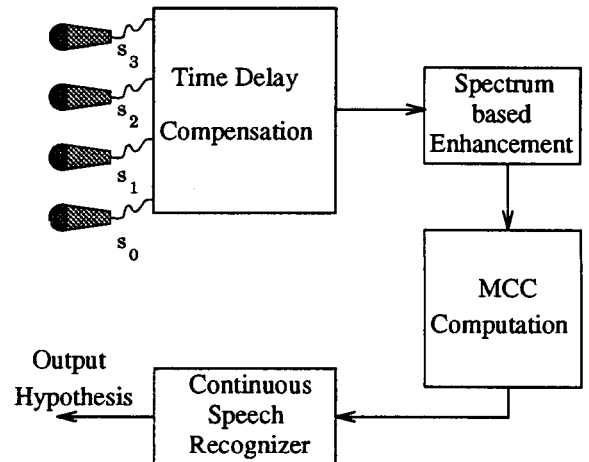 s3
s2
s1
s0
Time Delay
Compensation
Spectrum
based
Enhancement
MCC
Computation
Continuous
Speech
Recognizer
Output
Hypothesis